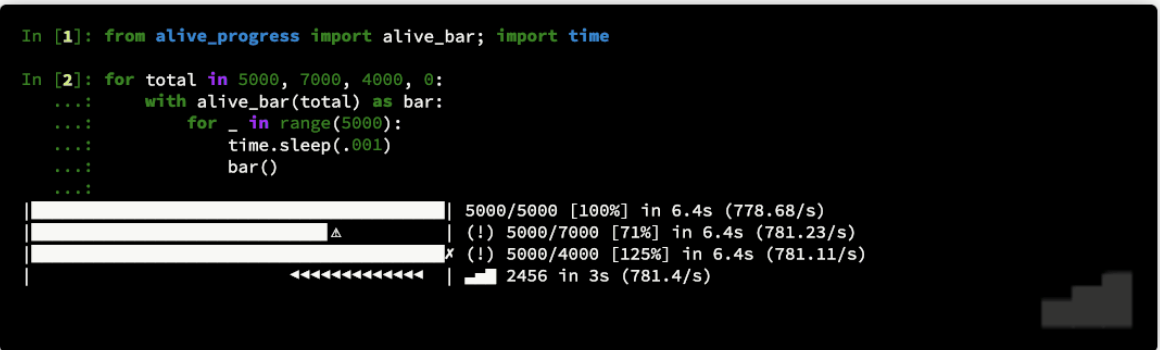 In [1]: from alive_progress import alive_bar; import time
In [2]: for total in 5000, 7000, 4000, 0:
...: with alive_bar(total) as bar:
...: for _ in range(5000):
...: time.sleep(.001)
...: bar()
...:
| | 5000/5000 [100%] in 6.4s (778.68/s)
| ⚠ | (!) 5000/7000 [71%] in 6.4s (781.23/s)
| ✗ (!) 5000/4000 [125%] in 6.4s (781.11/s)
| ◄◄◄◄◄◄◄◄◄◄◄◄◄ | ▃▅▇ 2456 in 3s (781.4/s)